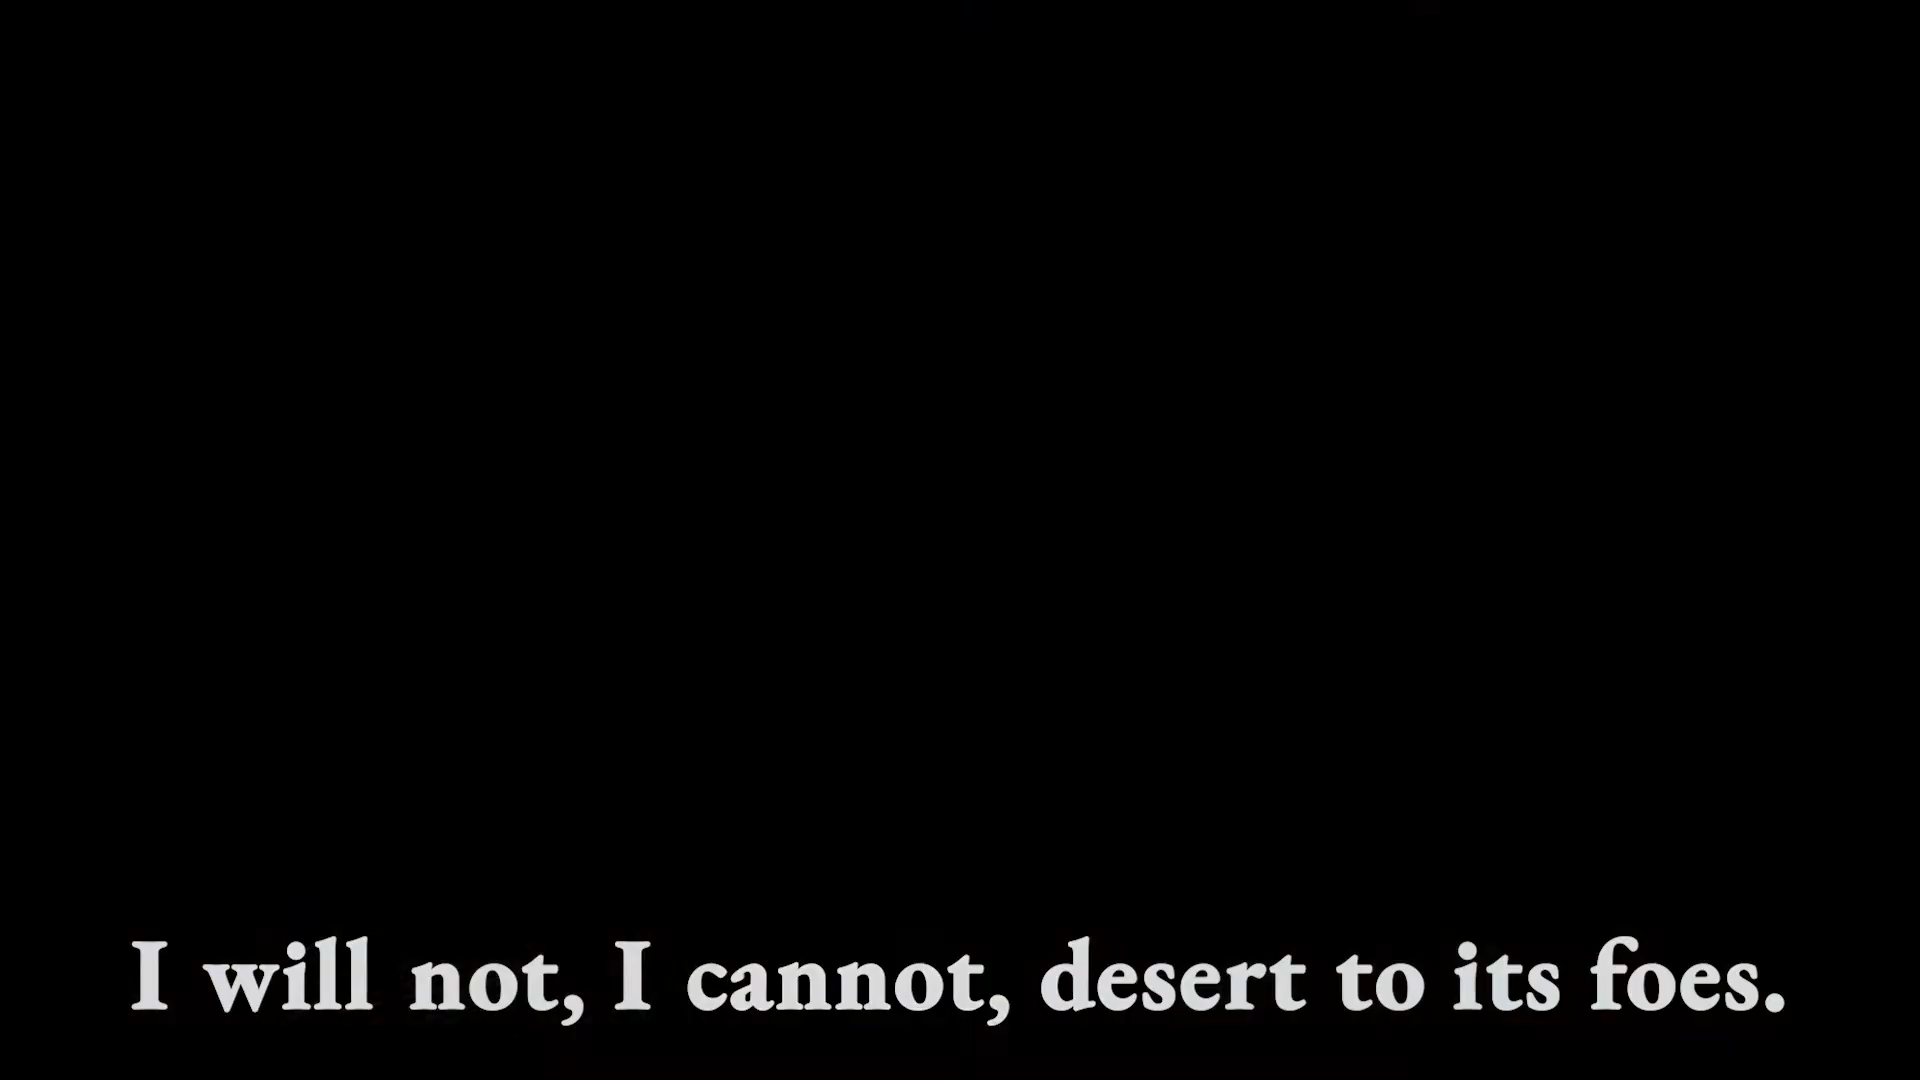 I will not, I cannot, desert to its foes.